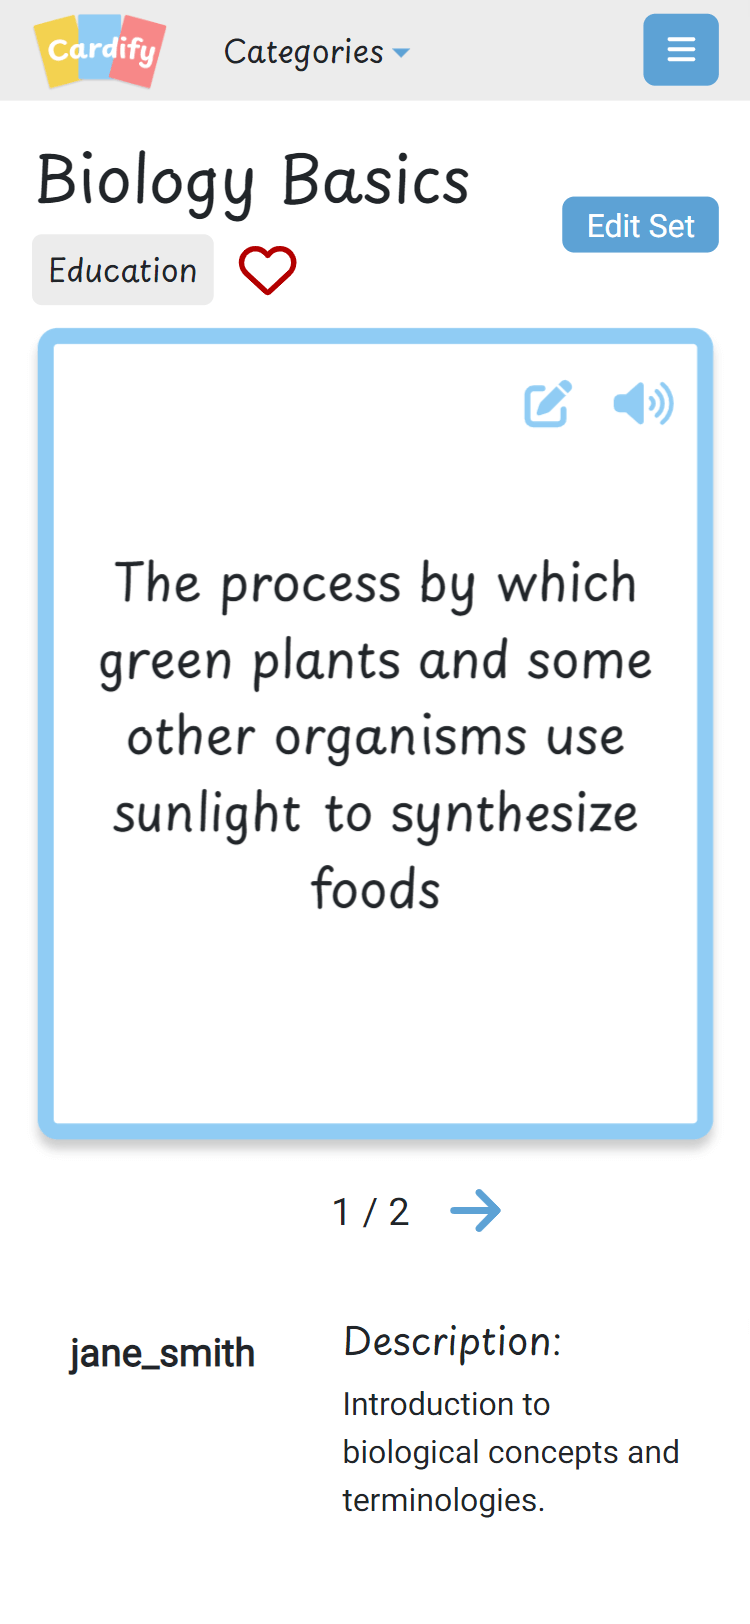 Cardify
Categories
Biology Basics
Edit Set
Education
The process by which
green plants and some
other organisms use
sunlight to synthesize
foods
1 / 2
jane_smith
Description:
Introduction to
biological concepts and
terminologies.